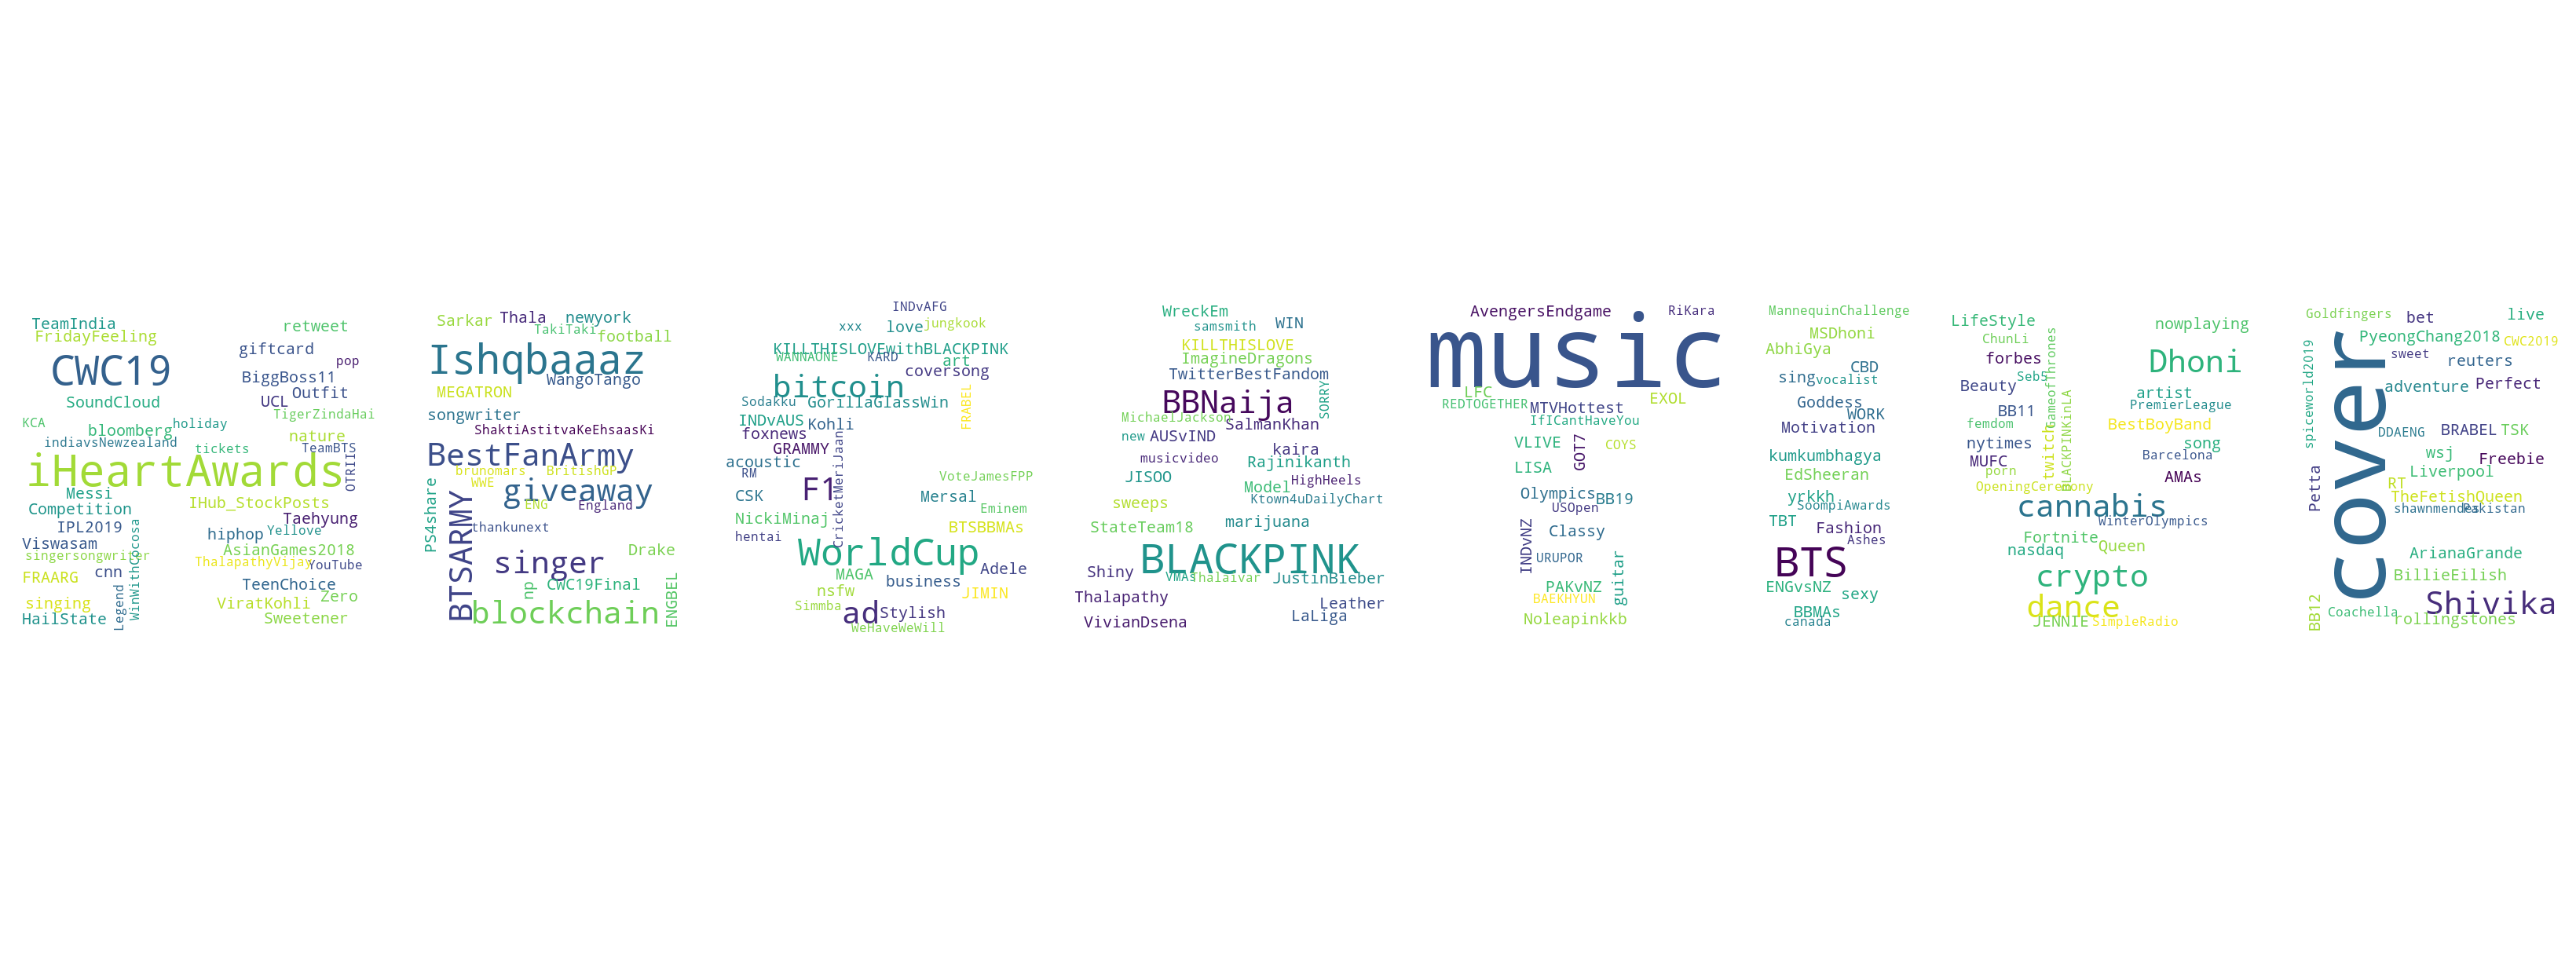 TeamIndia
FridayFeeling
CWC19
SoundCloud
KCA
bloomberg
holiday
indiavsNewzealand
tickets
retweet
giftcard
pop
BiggBoss11
Outfit
UCL
TigerZindaHai
nature
TeamBTS
OTRIII
iHeartAwards
Messi
Competition
IPL2019
Viswasam
singersongwriter
FRAARG
cnn
singing
HailState
Legend
WinWithCocosa
IHub_StockPosts
Taehyung
hiphop
Yellove
AsianGames2018
ThalapathyVijay
YouTube
TeenChoice
Zero
ViratKohli
Sweetener
Sarkar
Thala
newyork
TakiTaki
football
Ishqbaaaz
MEGATRON
WangoTango
songwriter
ShaktiAstitvaKeEhsaasKi
BestFanArmy
brunomars
BritishGP
WWE
giveaway
ENG
England
PS4share
BTSARMY
thankunext
singer
Drake
np
CWC19Final
ENGBEL
blockchain
INDvAFG
xxx
love
jungkook
KILLTHISLOVEwithBLACKPINK
WANNAONE
KARD
art
coversong
bitcoin
Sodakku
GorillaGlassWin
FRABEL
INDvAUS
Kohli
foxnews
GRAMMY
CricketMeriJaan
acoustic
RM
F1
CSK
NickiMinaj
hentai
VoteJamesFPP
Mersal
Eminem
BTSBBMAs
WorldCup
MAGA
business
Adele
nsfw
JIMIN
Simmba
ad
Stylish
WeHaveWeWill
WreckEm
samsmith
WIN
KILLTHISLOVE
ImagineDragons
TwitterBestFandom
SORRY
BBNaija
MichaelJackson
SalmanKhan
new
AUSvIND
kaira
musicvideo
Rajinikanth
JISOO
Model
HighHeels
Ktown4uDailyChart
sweeps
StateTeam18
marijuana
BLACKPINK
Shiny
VMAs
Thalaivar
JustinBieber
Thalapathy
Leather
VivianDsena
LaLiga
AvengersEndgame
RiKara
music
LFC
REDTOGETHER
EXOL
MTVHottest
IfICantHaveYou
VLIVE
GOT7
COYS
LISA
Olympics
BB19
USOpen
INDvNZ
Classy
URUPOR
guitar
PAKvNZ
BAEKHYUN
Noleapinkkb
MannequinChallenge
MSDhoni
AbhiGya
CBD
sing
vocalist
Goddess
WORK
Motivation
kumkumbhagya
EdSheeran
yrkkh
SoompiAwards
TBT
Fashion
Ashes
BTS
ENGvsNZ
sexy
BBMAs
canada
LifeStyle
ChunLi
GameofThrones
forbes
Seb5
Beauty
BB11
femdom
nytimes
MUFC
twitch
BLACKPINKinLA
porn
OpeningCeremony
nowplaying
Dhoni
artist
PremierLeague
BestBoyBand
song
Barcelona
AMAs
cannabis
WinterOlympics
Fortnite
nasdaq
Queen
crypto
dance
JENNIE
SimpleRadio
Goldfingers
bet
live
PyeongChang2018
CWC2019
spiceworld2019
sweet
reuters
adventure
Perfect
cover
DDAENG
BRABEL
TSK
wsj
Freebie
Liverpool
Petta
RT
TheFetishQueen
shawnmendes
Pakistan
ArianaGrande
BillieEilish
BB12
Coachella
Shivika
rollingstones